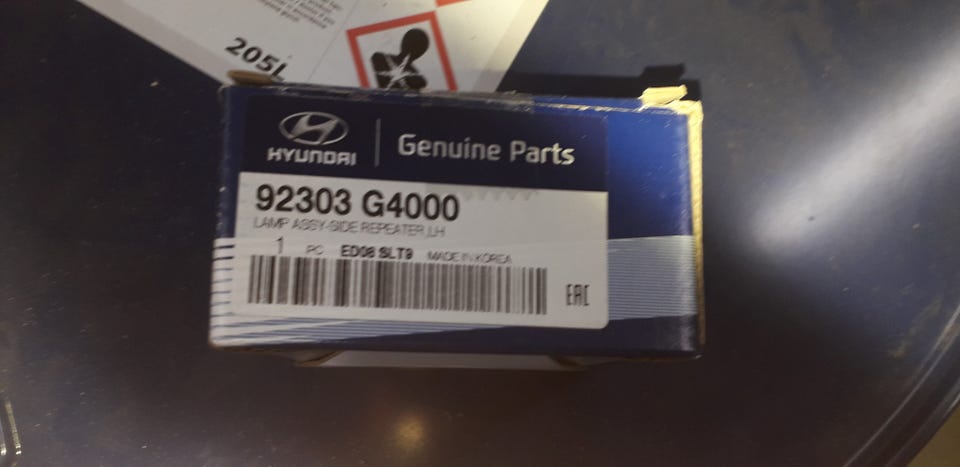 205L
HYUNDAI
Genuine Parts
92303 G4000
LAMP ASSY-SIDE REPEATER,LH
1 PC ED08 SLT9 MADE IN KOREA
EAC